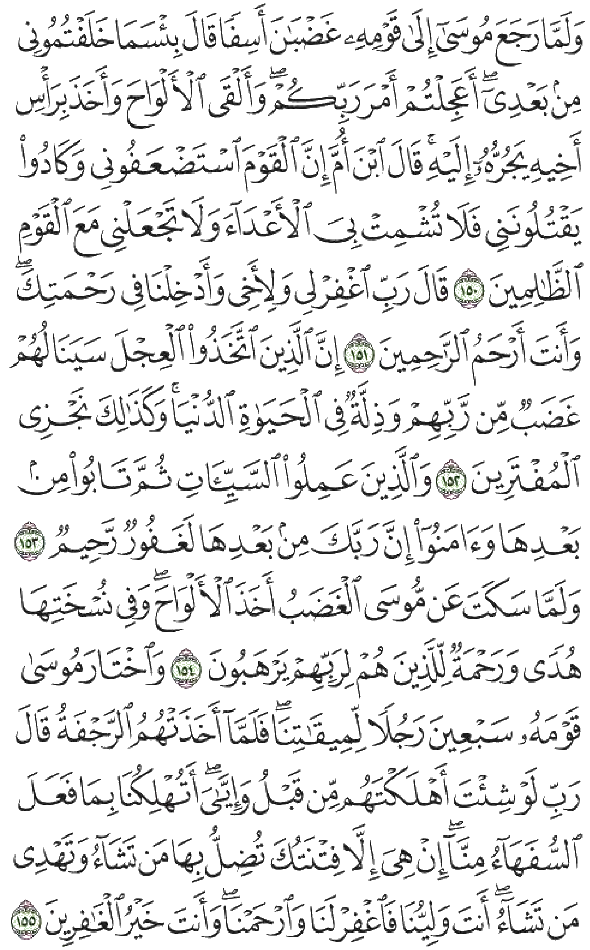 وَلَمَّا رَجَعَ مُوسَىٰٓ إِلَىٰ قَوْمِهِۦ غَضْبَٰنَ أَسِفًا قَالَ بِئْسَمَا خَلَفْتُمُونِى
مِنۢ بَعْدِىٓ ۖ أَعَجِلْتُمْ أَمْرَ رَبِّكُمْ ۖ وَأَلْقَى ٱلْأَلْوَاحَ وَأَخَذَ بِرَأْسِ
أَخِيهِ يَجُرُّهُۥٓ إِلَيْهِ ۚ قَالَ ٱبْنَ أُمَّ إِنَّ ٱلْقَوْمَ ٱسْتَضْعَفُونِى وَكَادُوا۟
يَقْتُلُونَنِى فَلَا تُشْمِتْ بِىَ ٱلْأَعْدَآءَ وَلَا تَجْعَلْنِى مَعَ ٱلْقَوْمِ
ٱلظَّٰلِمِينَ ١٥٠ قَالَ رَبِّ ٱغْفِرْ لِى وَلِأَخِى وَأَدْخِلْنَا فِى رَحْمَتِكَ ۖ
وَأَنتَ أَرْحَمُ ٱلرَّٰحِمِينَ ١٥١ إِنَّ ٱلَّذِينَ ٱتَّخَذُوا۟ ٱلْعِجْلَ سَيَنَالُهُمْ
غَضَبٌ مِّن رَّبِّهِمْ وَذِلَّةٌ فِى ٱلْحَيَوٰةِ ٱلدُّنْيَا ۚ وَكَذَٰلِكَ نَجْزِى
ٱلْمُفْتَرِينَ ١٥٢ وَٱلَّذِينَ عَمِلُوا۟ ٱلسَّيِّـَٔاتِ ثُمَّ تَابُوا۟ مِنۢ
بَعْدِهَا وَءَامَنُوٓا۟ إِنَّ رَبَّكَ مِنۢ بَعْدِهَا لَغَفُورٌ رَّحِيمٌ ١٥٣
وَلَمَّا سَكَتَ عَن مُّوسَى ٱلْغَضَبُ أَخَذَ ٱلْأَلْوَاحَ ۖ وَفِى نُسْخَتِهَا
هُدًى وَرَحْمَةٌ لِّلَّذِينَ هُمْ لِرَبِّهِمْ يَرْهَبُونَ ١٥٤ وَٱخْتَارَ مُوسَىٰ
قَوْمَهُۥ سَبْعِينَ رَجُلًا لِّمِيقَٰتِنَا ۖ فَلَمَّآ أَخَذَتْهُمُ ٱلرَّجْفَةُ قَالَ
رَبِّ لَوْ شِئْتَ أَهْلَكْتَهُم مِّن قَبْلُ وَإِيَّٰىَ ۖ أَتُهْلِكُنَا بِمَا فَعَلَ
ٱلسُّفَهَآءُ مِنَّآ ۖ إِنْ هِىَ إِلَّا فِتْنَتُكَ تُضِلُّ بِهَا مَن تَشَآءُ وَتَهْدِى
مَن تَشَآءُ ۖ أَنتَ وَلِيُّنَا فَٱغْفِرْ لَنَا وَٱرْحَمْنَا ۖ وَأَنتَ خَيْرُ ٱلْغَٰفِرِينَ ١٥٥